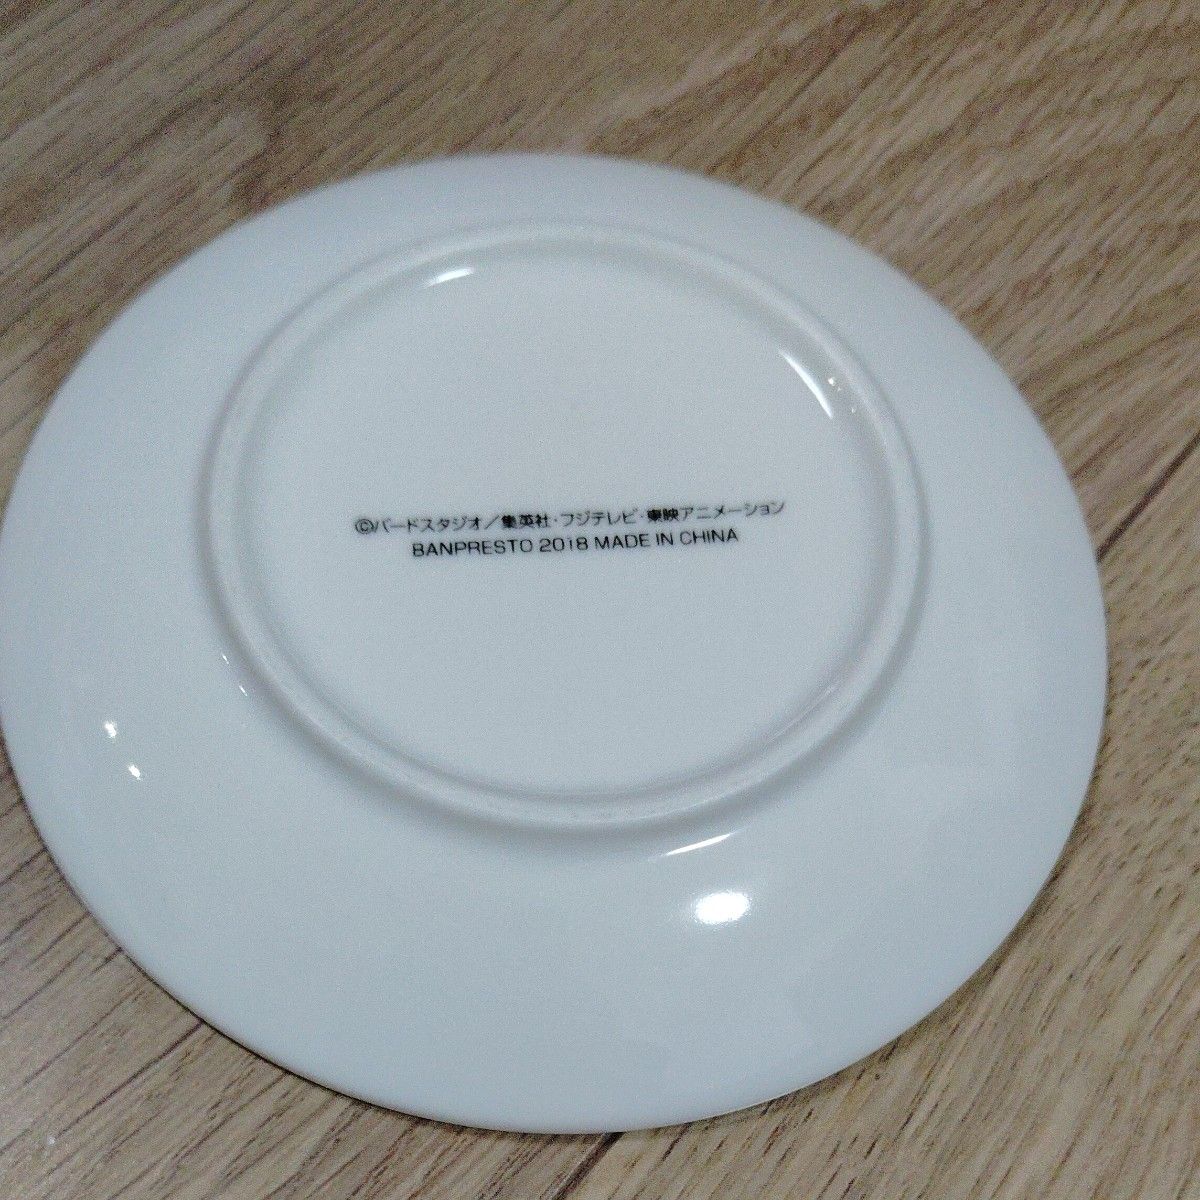 ©バードスタジオ／集英社・フジテレビ・東映アニメーション
BANPRESTO 2018 MADE IN CHINA